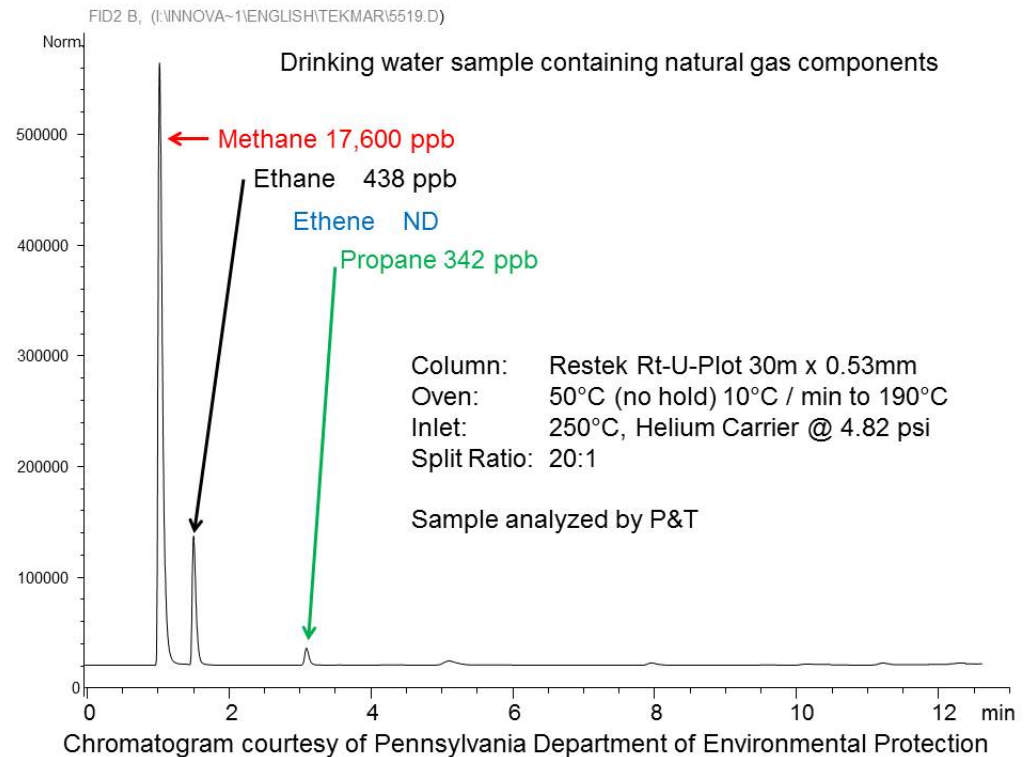 FID2 B, (I:\INNOVA~1\ENGLISH\TEKMAR\5519.D)
Norm.
Drinking water sample containing natural gas components
500000
Methane 17,600 ppb
Ethane 438 ppb
Ethene ND
400000
Propane 342 ppb
300000
Column: Restek Rt-U-Plot 30m x 0.53mm
Oven: 50°C (no hold) 10°C / min to 190°C
Inlet: 250°C, Helium Carrier @ 4.82 psi
Split Ratio: 20:1
200000
Sample analyzed by P&T
100000
0
0 2 4 6 8 10 12 min
Chromatogram courtesy of Pennsylvania Department of Environmental Protection